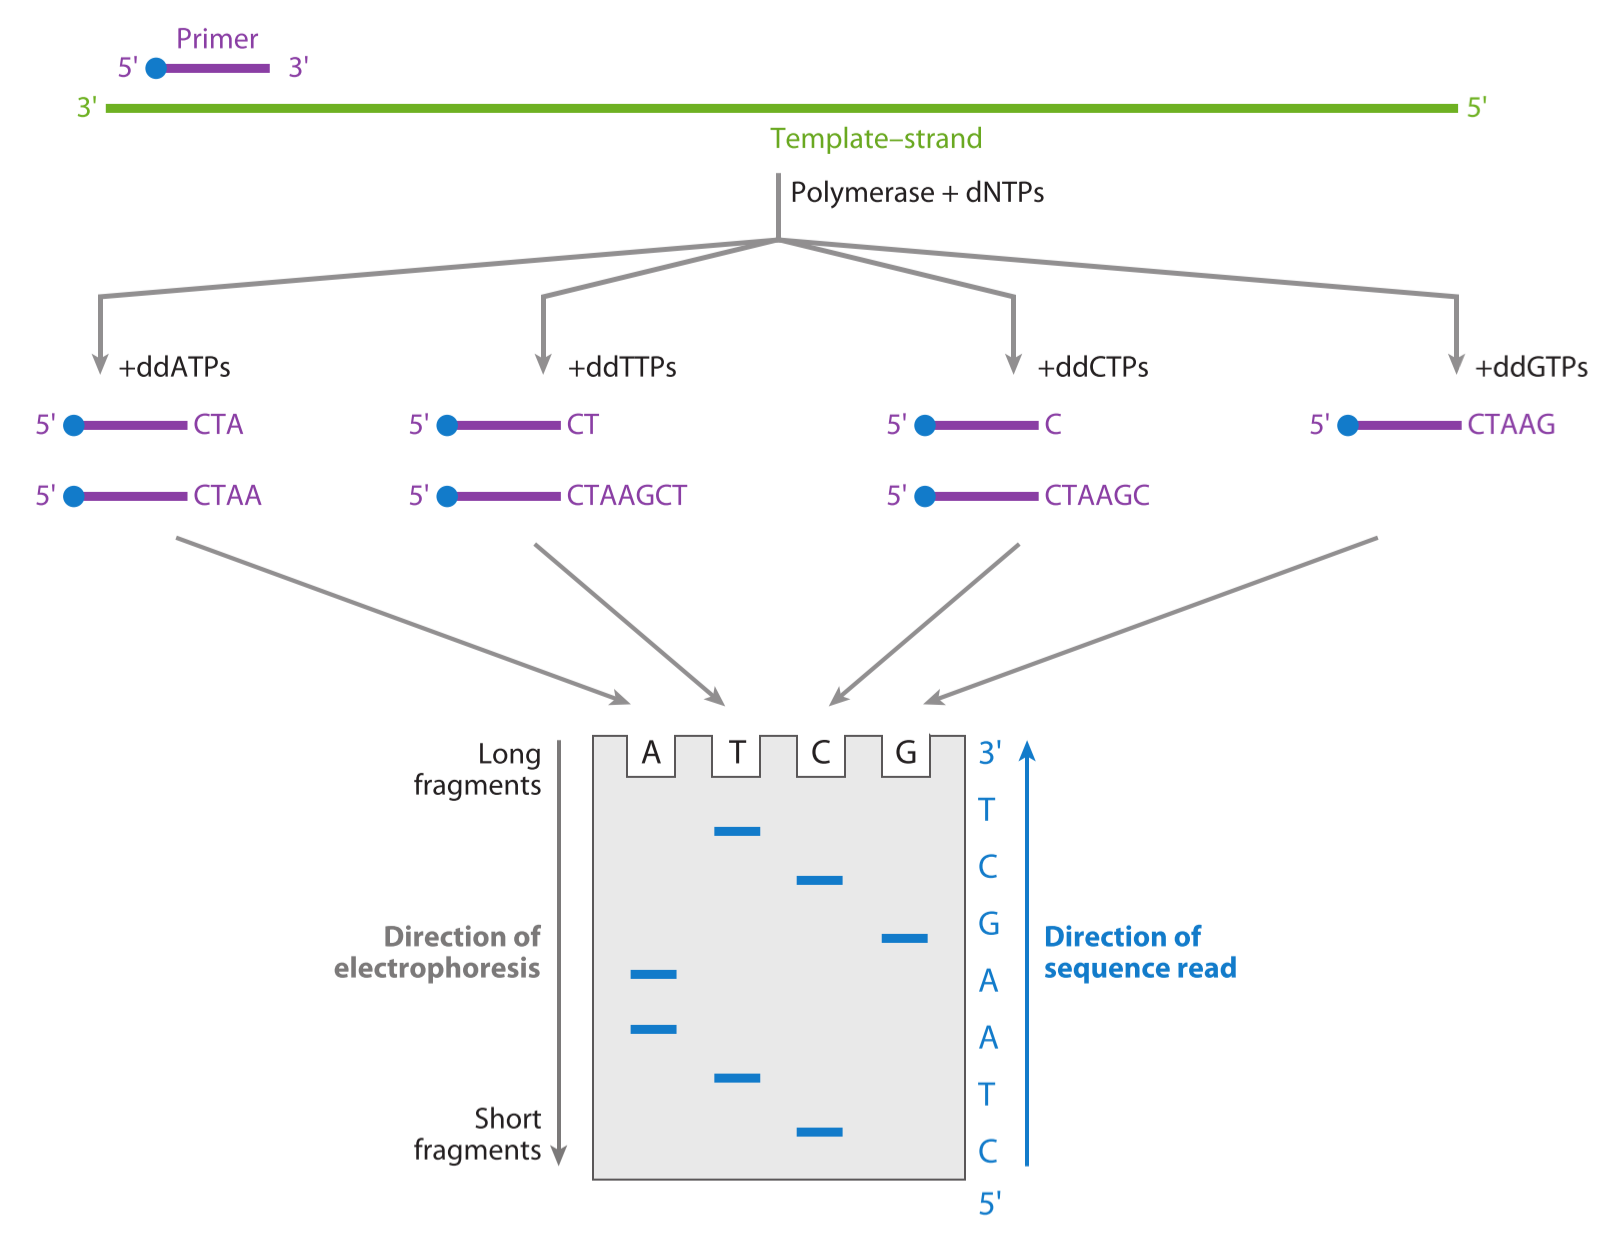 Primer
5' 3'
3' 5'
Template–strand
Polymerase + dNTPs
+ddATPs +ddTTPs +ddCTPs +ddGTPs
5' CTA 5' CT 5' C 5' CTAAG
5' CTAA 5' CTAAGCT 5' CTAAGC
A T C G
Long
fragments
3'
T
C
G
A
A
T
C
5'
Direction of
electrophoresis
Direction of
sequence read
Short
fragments